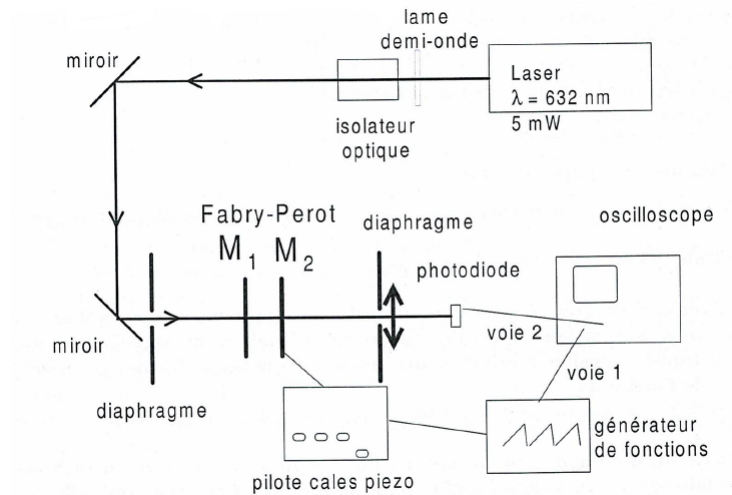 lame
demi-onde
miroir
Laser
λ = 632 nm
5 mW
isolateur
optique
Fabry-Perot
M1 M2
diaphragme
oscilloscope
photodiode
miroir
voie 2
voie 1
diaphragme
générateur
de fonctions
pilote cales piezo